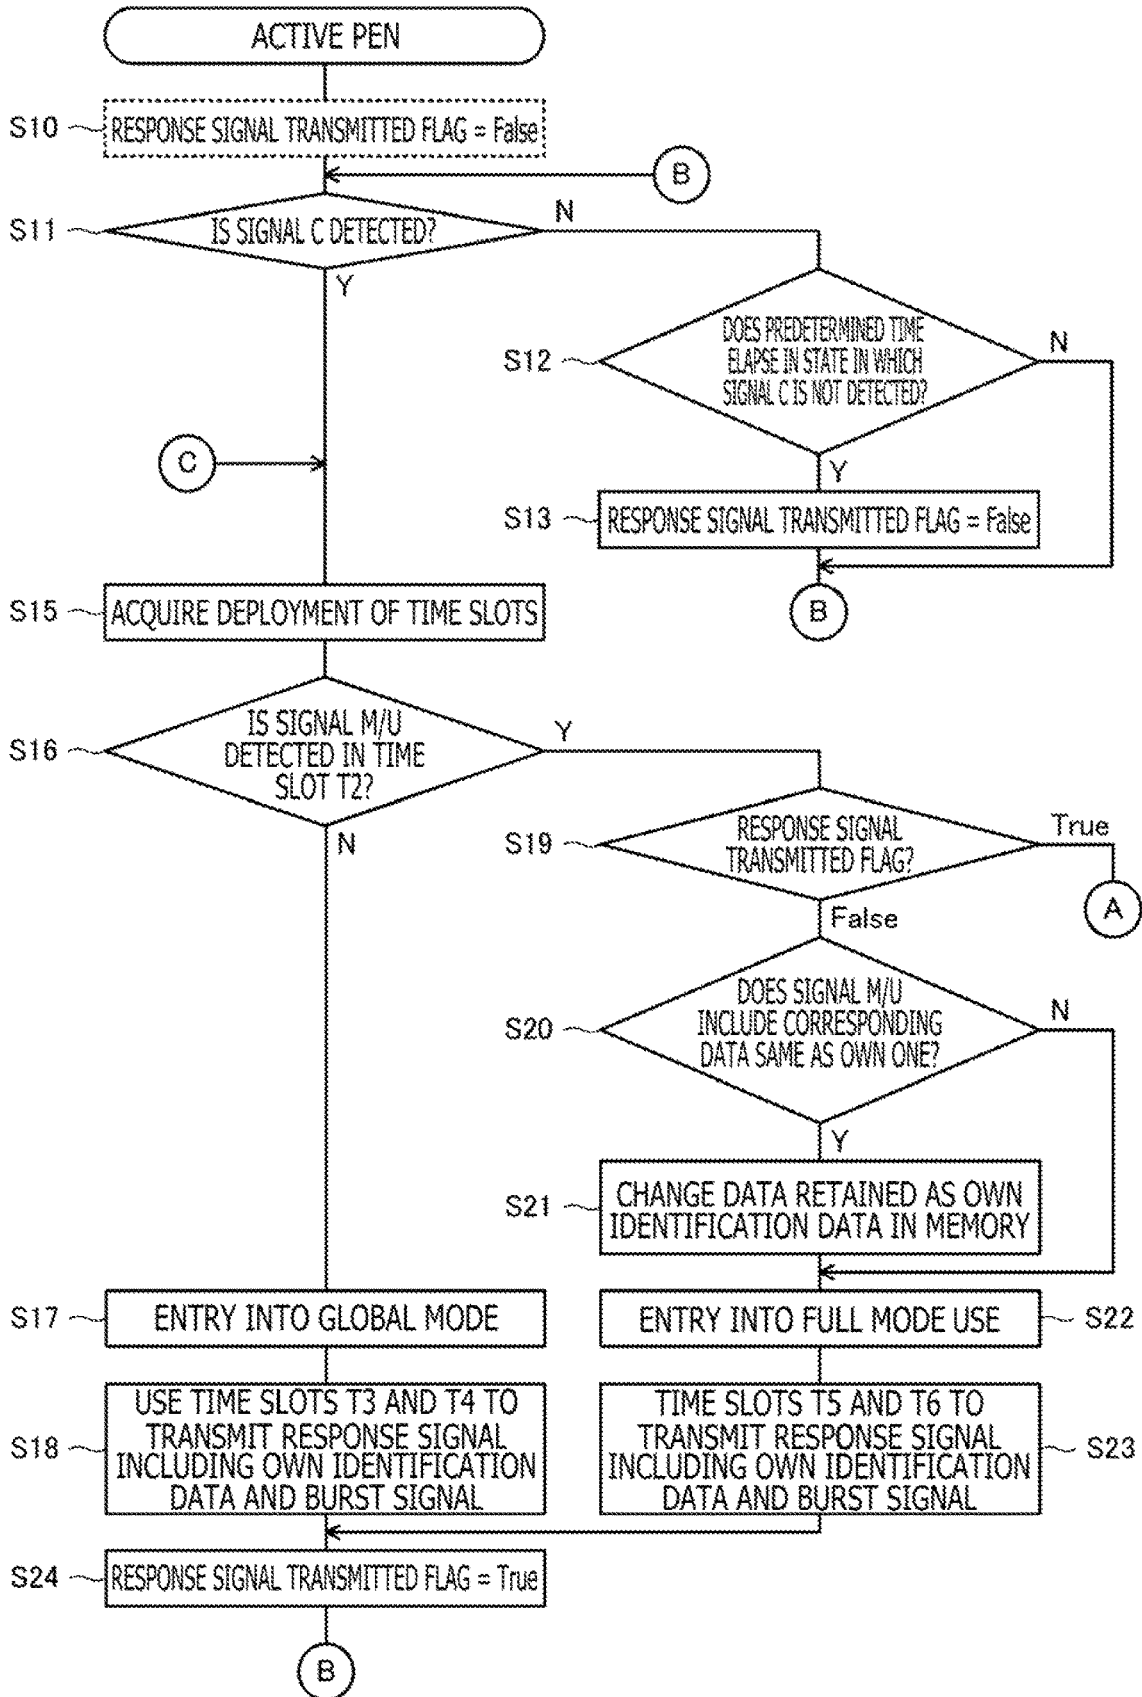 ACTIVE PEN
S10
RESPONSE SIGNAL TRANSMITTED FLAG = False
B
S11
IS SIGNAL C DETECTED?
N
Y
S12
DOES PREDETERMINED TIME
ELAPSE IN STATE IN WHICH
SIGNAL C IS NOT DETECTED?
N
Y
C
S13
RESPONSE SIGNAL TRANSMITTED FLAG = False
B
S15
ACQUIRE DEPLOYMENT OF TIME SLOTS
S16
IS SIGNAL M/U
DETECTED IN TIME
SLOT T2?
Y
N
S19
RESPONSE SIGNAL
TRANSMITTED FLAG?
True
A
False
S20
DOES SIGNAL M/U
INCLUDE CORRESPONDING
DATA SAME AS OWN ONE?
N
Y
S21
CHANGE DATA RETAINED AS OWN
IDENTIFICATION DATA IN MEMORY
S17
ENTRY INTO GLOBAL MODE
ENTRY INTO FULL MODE USE
S22
S18
USE TIME SLOTS T3 AND T4 TO
TRANSMIT RESPONSE SIGNAL
INCLUDING OWN IDENTIFICATION
DATA AND BURST SIGNAL
TIME SLOTS T5 AND T6 TO
TRANSMIT RESPONSE SIGNAL
INCLUDING OWN IDENTIFICATION
DATA AND BURST SIGNAL
S23
S24
RESPONSE SIGNAL TRANSMITTED FLAG = True
B